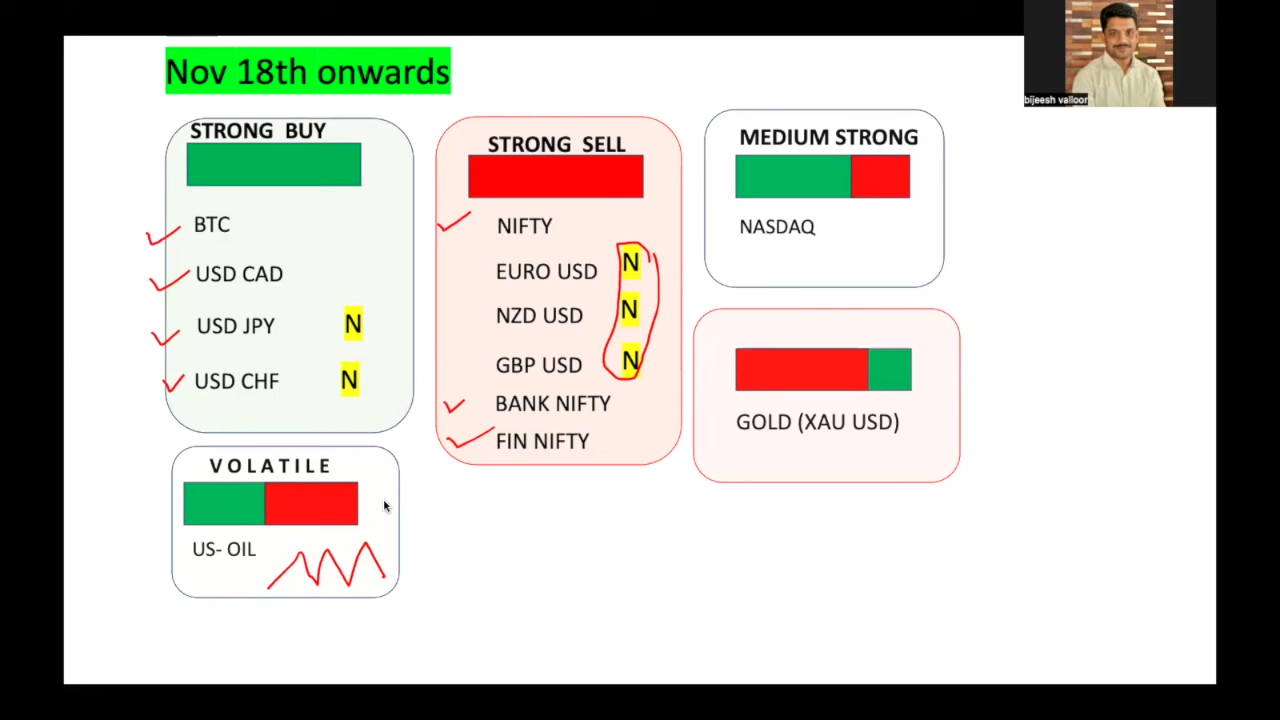 Nov 18th onwards
bijeesh valloor
STRONG BUY
BTC
USD CAD
USD JPY N
USD CHF N
STRONG SELL
NIFTY
EURO USD N
NZD USD N
GBP USD N
BANK NIFTY
FIN NIFTY
MEDIUM STRONG
NASDAQ
GOLD (XAU USD)
VOLATILE
US- OIL